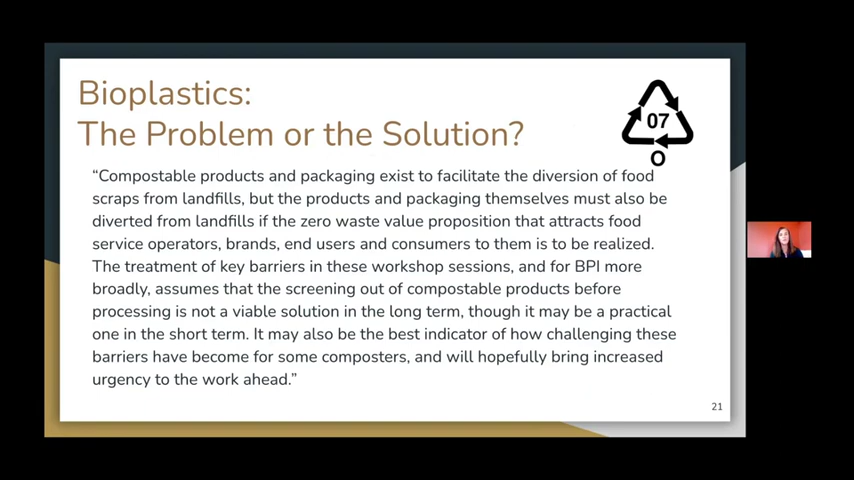 Bioplastics:
The Problem or the Solution?
07
O
“Compostable products and packaging exist to facilitate the diversion of food
scraps from landfills, but the products and packaging themselves must also be
diverted from landfills if the zero waste value proposition that attracts food
service operators, brands, end users and consumers to them is to be realized.
The treatment of key barriers in these workshop sessions, and for BPI more
broadly, assumes that the screening out of compostable products before
processing is not a viable solution in the long term, though it may be a practical
one in the short term. It may also be the best indicator of how challenging these
barriers have become for some composters, and will hopefully bring increased
urgency to the work ahead.”
21